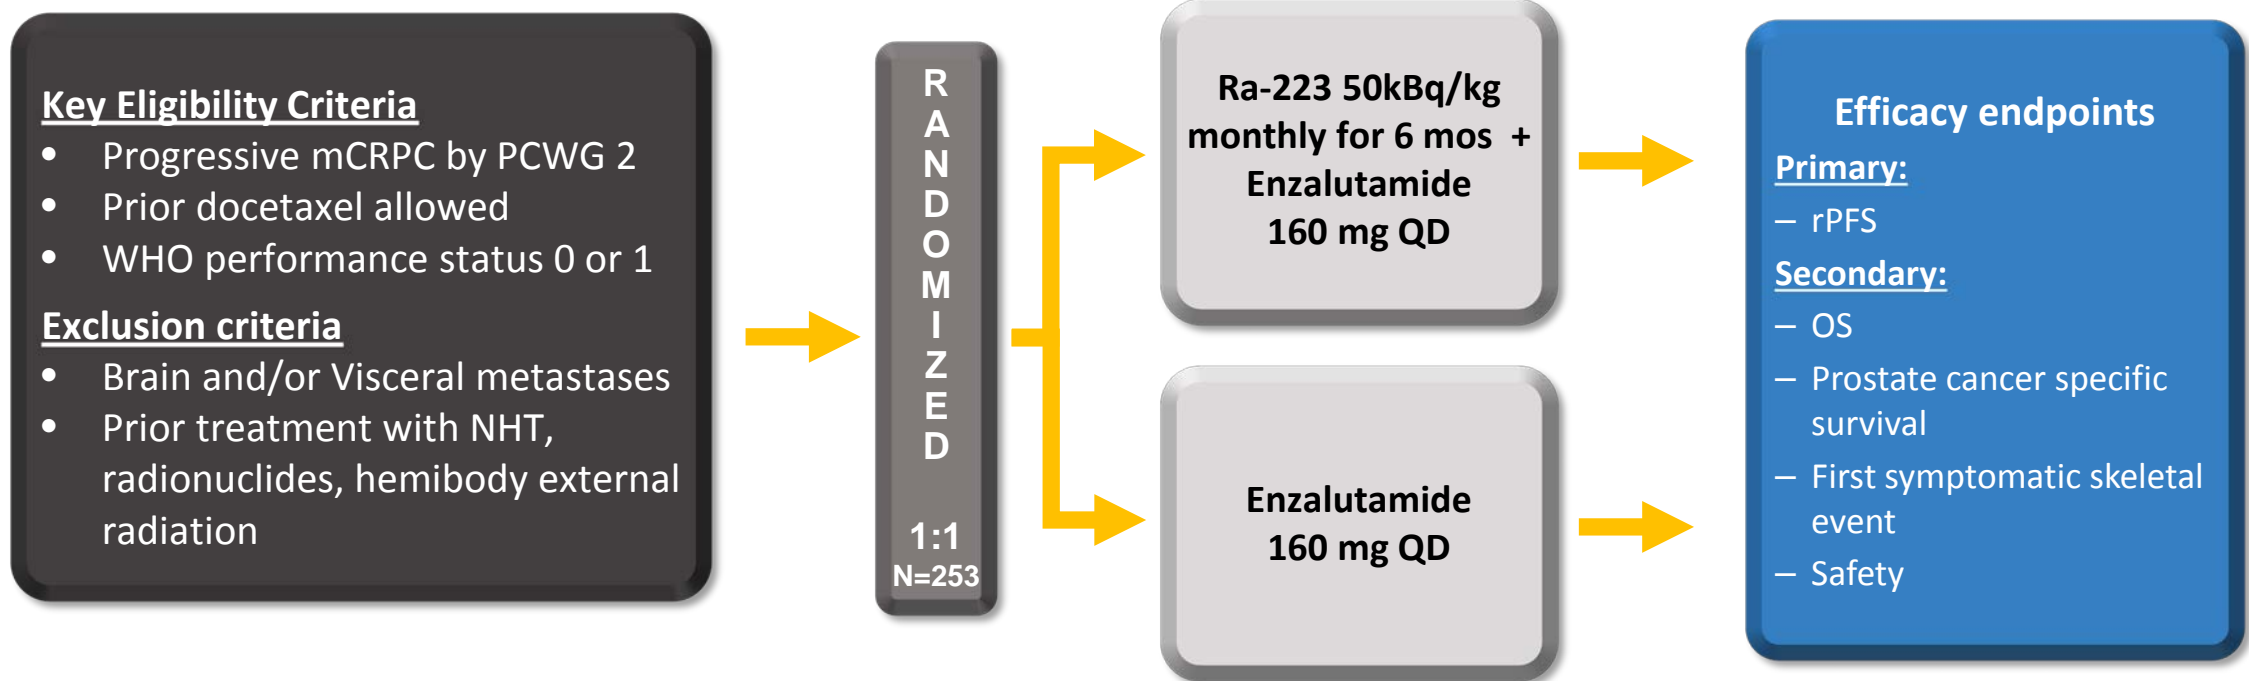 Key Eligibility Criteria
• Progressive mCRPC by PCWG 2
• Prior docetaxel allowed
• WHO performance status 0 or 1
Exclusion criteria
• Brain and/or Visceral metastases
• Prior treatment with NHT,
radionuclides, hemibody external
radiation
R
A
N
D
O
M
I
Z
E
D
1:1
N=253
Ra-223 50kBq/kg
monthly for 6 mos +
Enzalutamide
160 mg QD
Enzalutamide
160 mg QD
Efficacy endpoints
Primary:
– rPFS
Secondary:
– OS
– Prostate cancer specific
survival
– First symptomatic skeletal
event
– Safety